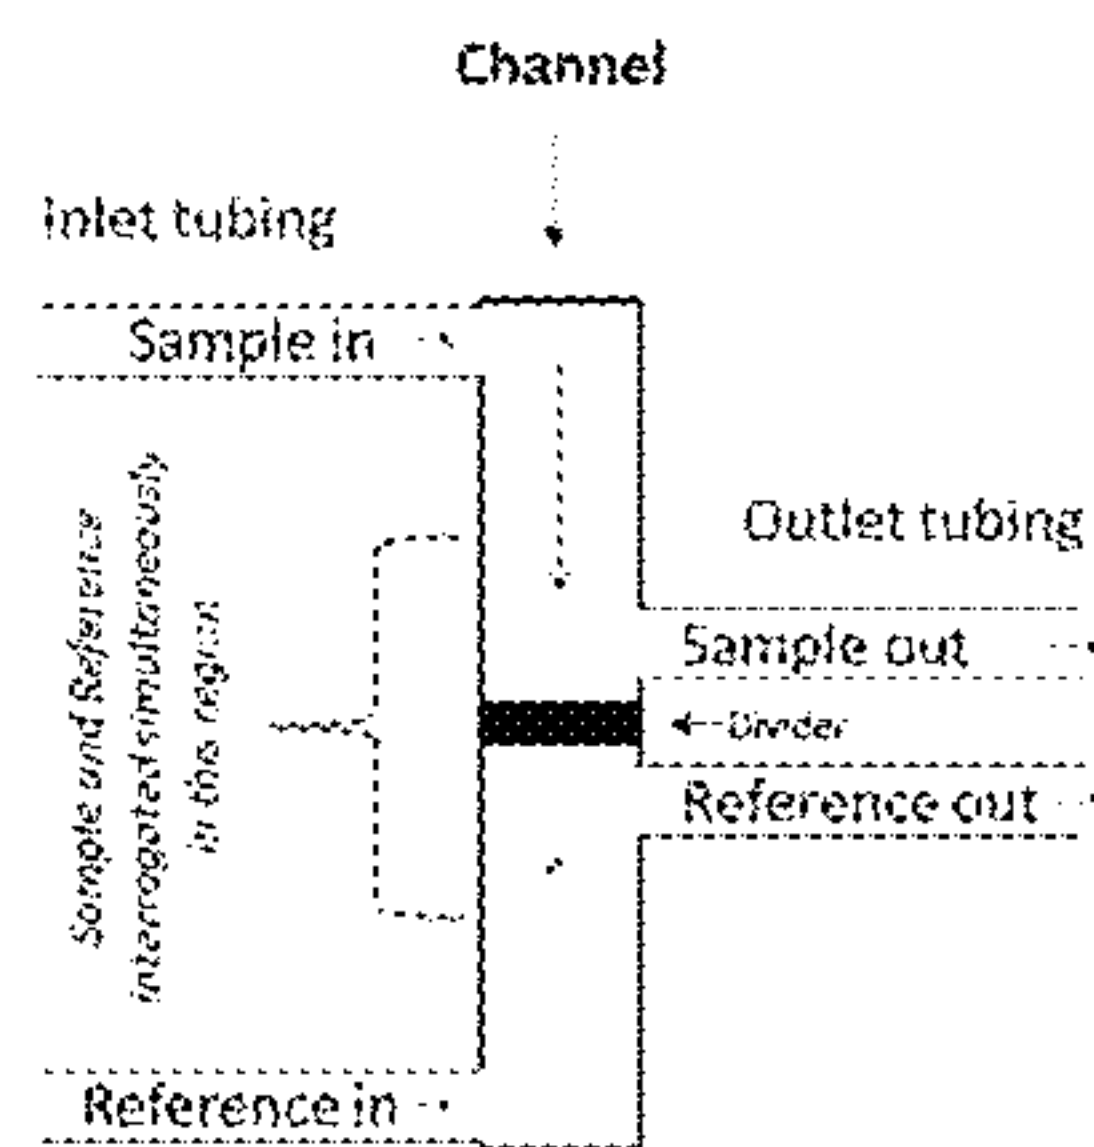 Channel
Inlet tubing
Sample in
Sample and Reference
interrogated simultaneously
in this region
Outlet tubing
Sample out
Divider
Reference out
Reference in